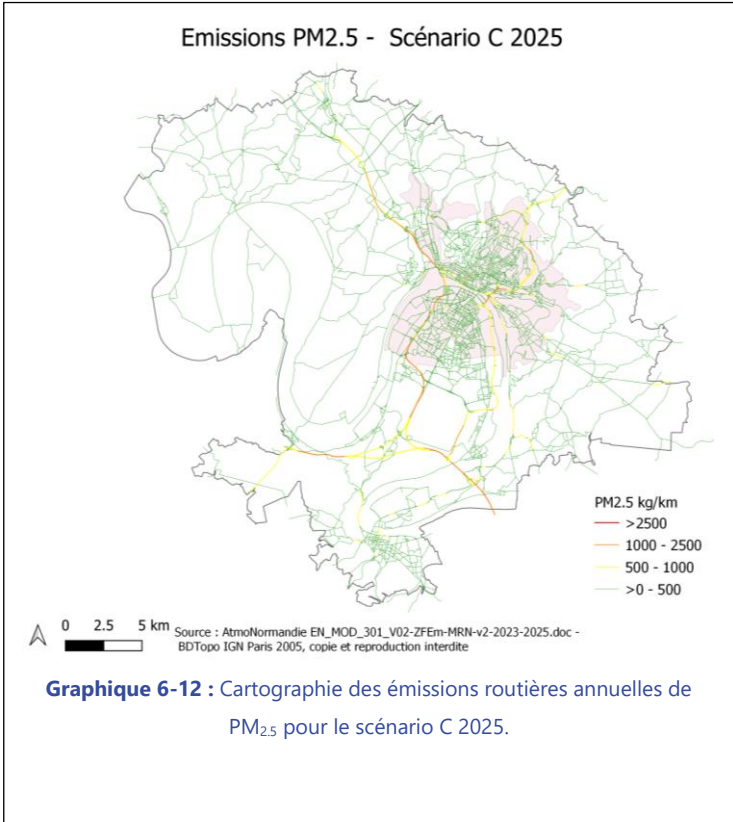 Emissions PM2.5 - Scénario C 2025
PM2.5 kg/km
>2500
1000 - 2500
500 - 1000
>0 - 500
0 2.5 5 km
Source : AtmoNormandie EN_MOD_301_V02-ZFEm-MRN-v2-2023-2025.doc -
BDTopo IGN Paris 2005, copie et reproduction interdite
Graphique 6-12 : Cartographie des émissions routières annuelles de
PM2.5 pour le scénario C 2025.